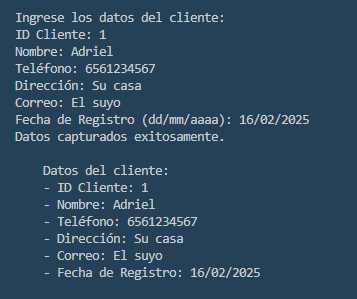 Ingrese los datos del cliente:
ID Cliente: 1
Nombre: Adriel
Teléfono: 6561234567
Dirección: Su casa
Correo: El suyo
Fecha de Registro (dd/mm/aaaa): 16/02/2025
Datos capturados exitosamente.
Datos del cliente:
- ID Cliente: 1
- Nombre: Adriel
- Teléfono: 6561234567
- Dirección: Su casa
- Correo: El suyo
- Fecha de Registro: 16/02/2025